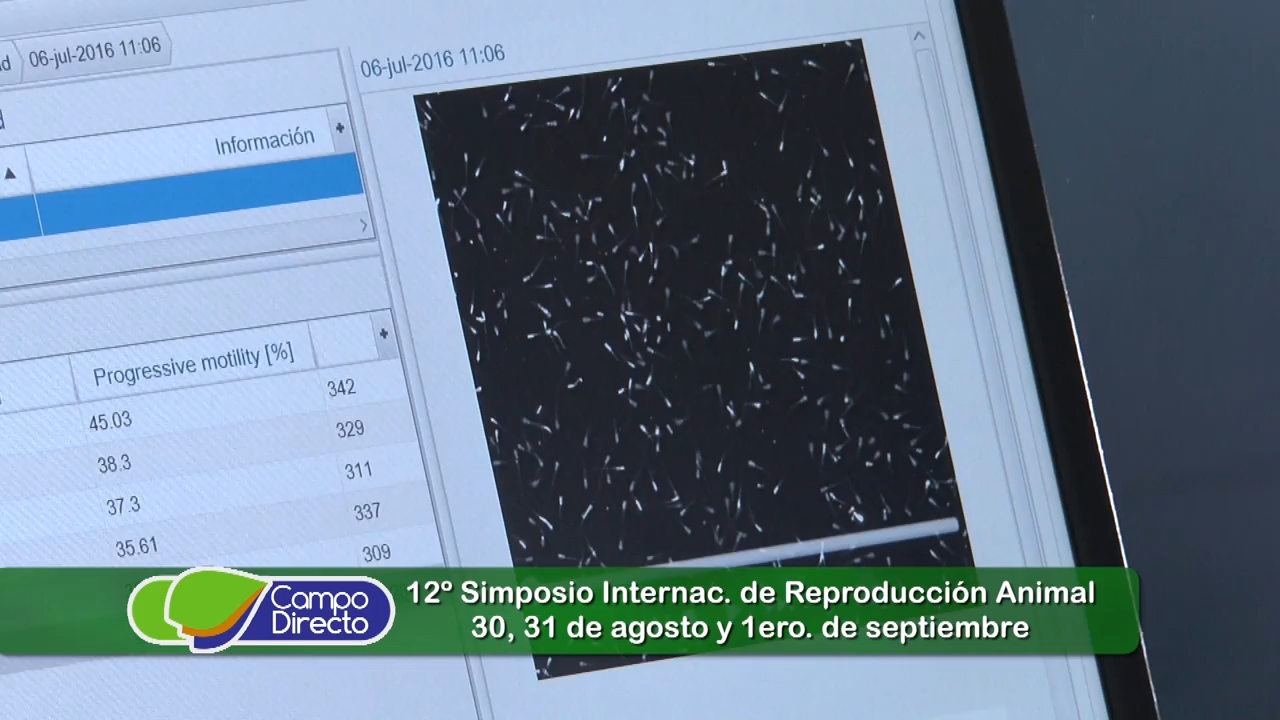 06-jul-2016 11:06
06-jul-2016 11:06
Información
Progressive motility [%]
45.03 342
38.3 329
37.3 311
35.61 337
309
Campo Directo
12º Simposio Internac. de Reproducción Animal
30, 31 de agosto y 1ero. de septiembre